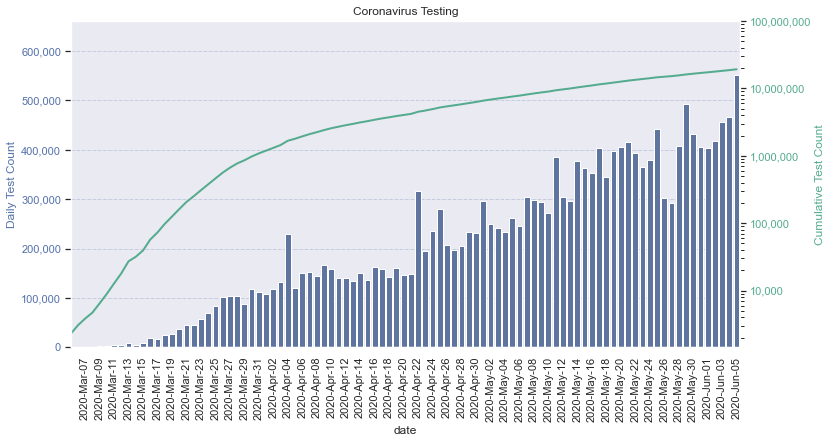 Coronavirus Testing
Daily Test Count
600,000
500,000
400,000
300,000
200,000
100,000
0
100,000,000
10,000,000
1,000,000
100,000
10,000
Cumulative Test Count
2020-Mar-07
2020-Mar-09
2020-Mar-11
2020-Mar-13
2020-Mar-15
2020-Mar-17
2020-Mar-19
2020-Mar-21
2020-Mar-23
2020-Mar-25
2020-Mar-27
2020-Mar-29
2020-Mar-31
2020-Apr-02
2020-Apr-04
2020-Apr-06
2020-Apr-08
2020-Apr-10
2020-Apr-12
2020-Apr-14
2020-Apr-16
2020-Apr-18
2020-Apr-20
2020-Apr-22
2020-Apr-24
2020-Apr-26
2020-Apr-28
2020-Apr-30
2020-May-02
2020-May-04
2020-May-06
2020-May-08
2020-May-10
2020-May-12
2020-May-14
2020-May-16
2020-May-18
2020-May-20
2020-May-22
2020-May-24
2020-May-26
2020-May-28
2020-May-30
2020-Jun-01
2020-Jun-03
2020-Jun-05
date